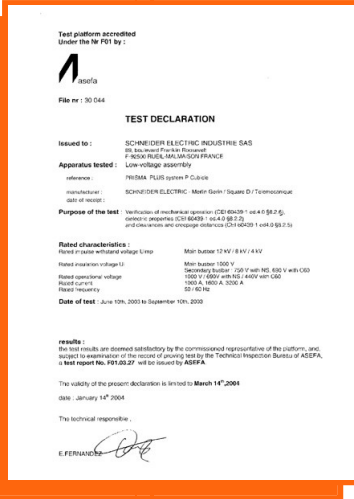 Test platform accredited
Under the Nr F01 by :
asefa
File nr : 30 044
TEST DECLARATION
Issued to : SCHNEIDER ELECTRIC INDUSTRIE SAS
89, boulevard Franklin Roosevelt
F-92500 RUEIL-MALMAISON FRANCE
Apparatus tested : Low-voltage assembly
reference : PRISMA PLUS system P Cubicle
manufacturer : SCHNEIDER ELECTRIC - Merlin Gerin / Square D / Telemecanique
date of receipt :
Purpose of the test : Verification of mechanical operation (CEI 60439-1 ed.4.0 §8.2.6),
dielectric properties (CEI 60439-1 ed.4.0 §8.2.2)
and clearances and creepage distances (CEI 60439-1 ed.4.0 §8.2.5)
Rated characteristics :
Rated impulse withstand voltage Uimp Main busbar 12 kV / 8 kV / 4 kV
Rated insulation voltage Ui Main busbar 1000 V
Secondary busbar : 750 V with NS, 690 V with C60
Rated operational voltage 1000 V / 690V with NS / 440V with C60
Rated current 1000 A, 1600 A, 3200 A
Rated frequency 50 / 60 Hz
Date of test : June 10th, 2003 to September 10th, 2003
results :
the test results are deemed satisfactory by the commissioned representative of the platform, and,
subject to examination of the record of proving test by the Technical Inspection Bureau of ASEFA,
a test report No. F01.03.27 will be issued by ASEFA.
The validity of the present declaration is limited to March 14th,2004
date : January 14th 2004
The technical responsible ,
E.FERNANDEZ